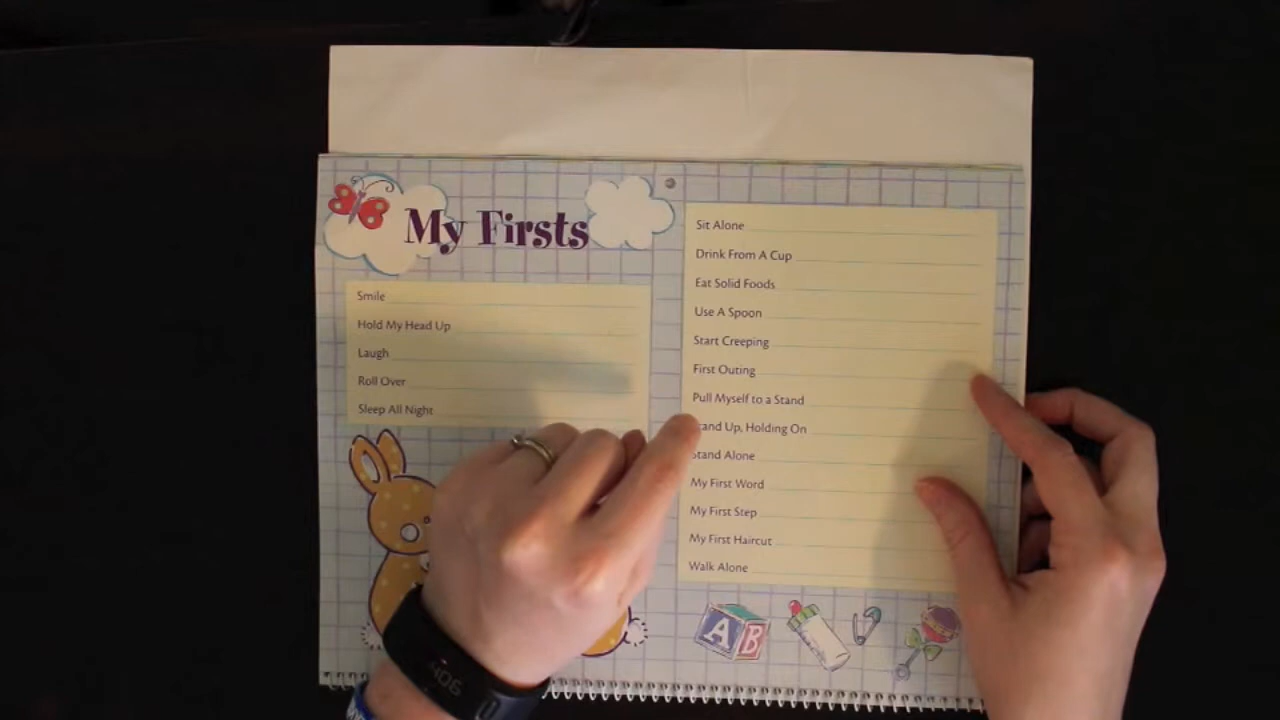 My Firsts
Smile
Hold My Head Up
Laugh
Roll Over
Sleep All Night
Sit Alone
Drink From A Cup
Eat Solid Foods
Use A Spoon
Start Creeping
First Outing
Pull Myself to a Stand
Stand Up, Holding On
Stand Alone
My First Word
My First Step
My First Haircut
Walk Alone
A B
406